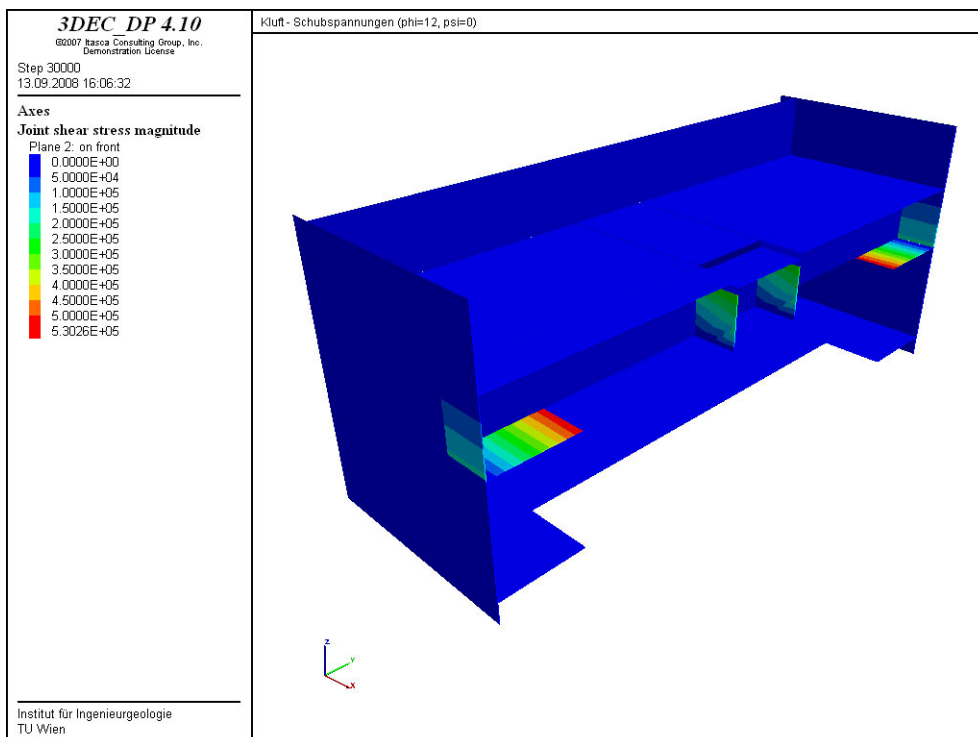 3DEC_DP 4.10
©2007 Itasca Consulting Group, Inc.
Demonstration License
Step 30000
13.09.2008 16:06:32
Axes
Joint shear stress magnitude
Plane 2: on front
0.0000E+00
5.0000E+04
1.0000E+05
1.5000E+05
2.0000E+05
2.5000E+05
3.0000E+05
3.5000E+05
4.0000E+05
4.5000E+05
5.0000E+05
5.3026E+05
Institut für Ingenieurgeologie
TU Wien
Kluft - Schubspannungen (phi=12, psi=0)
Z
Y
X